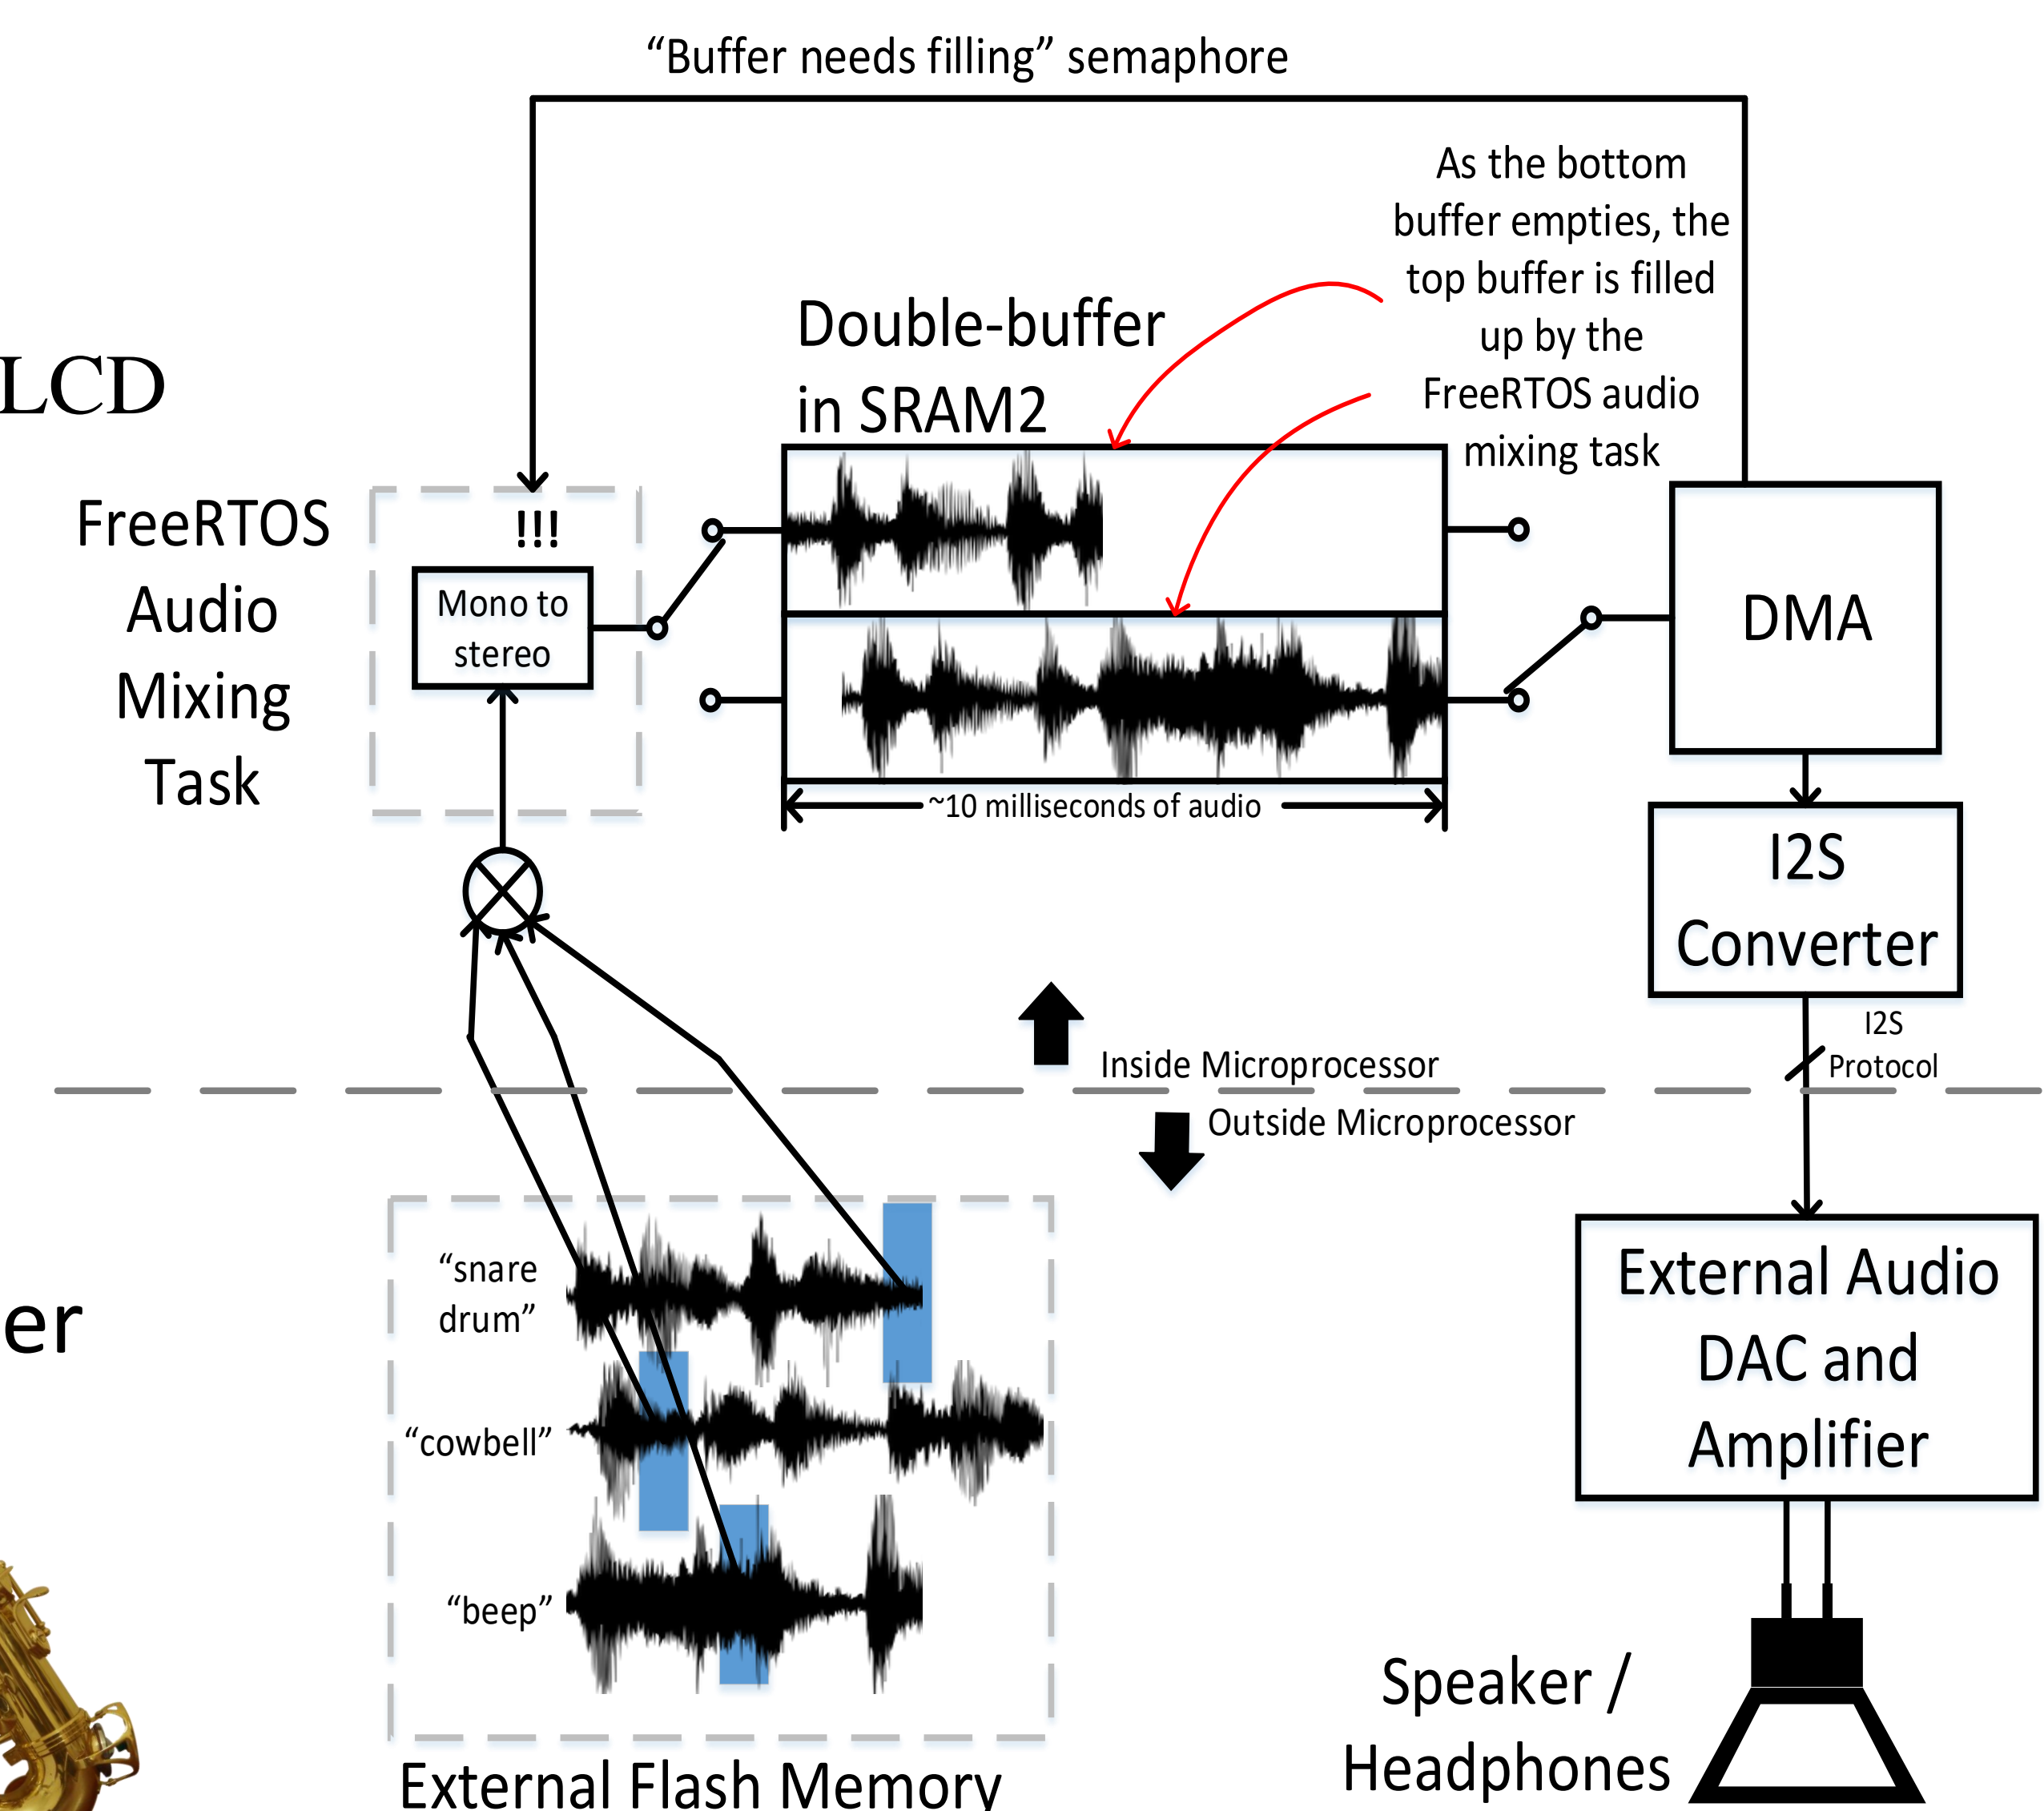 “Buffer needs filling” semaphore
As the bottom
buffer empties, the
top buffer is filled
up by the
FreeRTOS audio
mixing task
Double-buffer
in SRAM2
LCD
FreeRTOS
Audio
Mixing
Task
!!!
Mono to
stereo
DMA
~10 milliseconds of audio
I2S
Converter
I2S
Protocol
Inside Microprocessor
Outside Microprocessor
“snare
drum”
“cowbell”
“beep”
er
External Audio
DAC and
Amplifier
Speaker /
Headphones
External Flash Memory